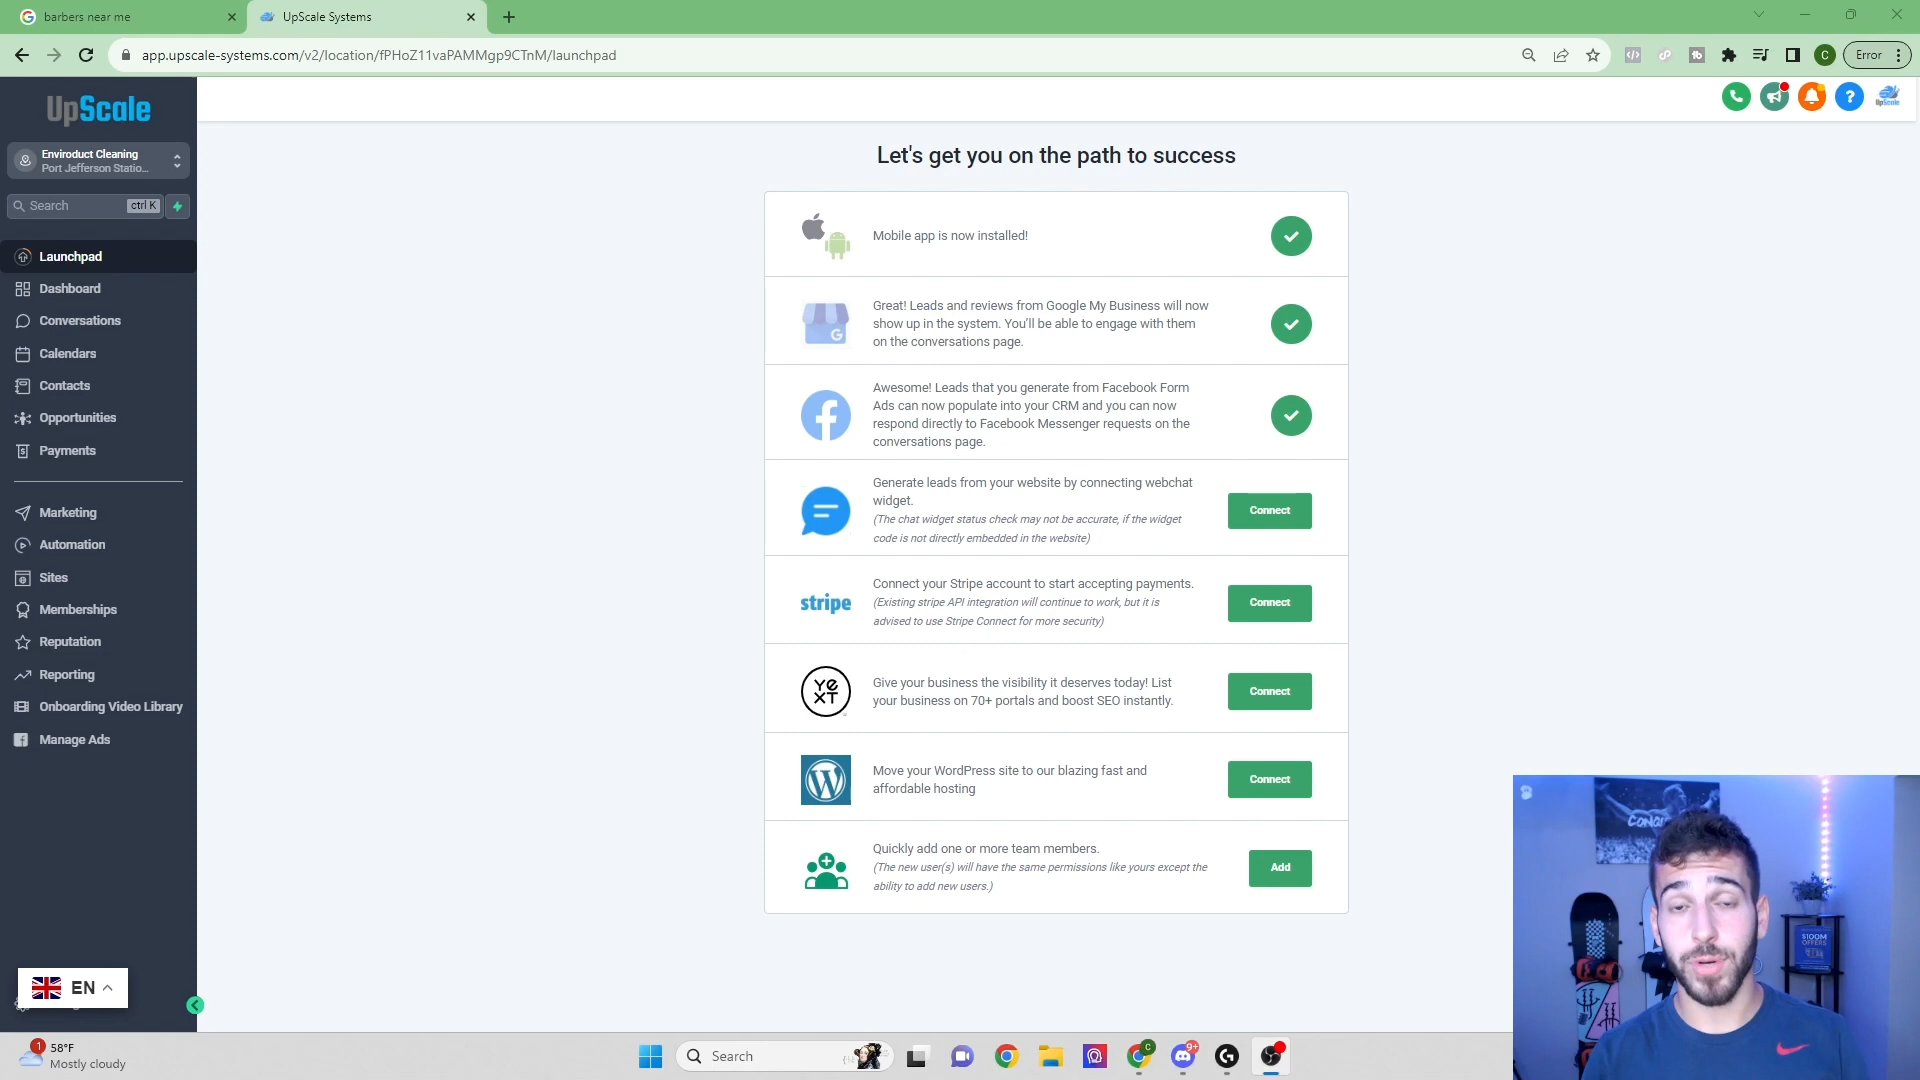 barbers near me
UpScale Systems
app.upscale-systems.com/v2/location/fPHoZ11vaPAMMgp9CTnM/launchpad
C
Error
UpScale
Enviroduct Cleaning
Port Jefferson Statio...
Search
ctrl K
Launchpad
Dashboard
Conversations
Calendars
Contacts
Opportunities
Payments
Marketing
Automation
Sites
Memberships
Reputation
Reporting
Onboarding Video Library
Manage Ads
EN
UpScale
Let's get you on the path to success
Mobile app is now installed!
Great! Leads and reviews from Google My Business will now
show up in the system. You'll be able to engage with them
on the conversations page.
Awesome! Leads that you generate from Facebook Form
Ads can now populate into your CRM and you can now
respond directly to Facebook Messenger requests on the
conversations page.
Generate leads from your website by connecting webchat
widget.
(The chat widget status check may not be accurate, if the widget
code is not directly embedded in the website)
Connect
stripe
Connect your Stripe account to start accepting payments.
(Existing stripe API integration will continue to work, but it is
advised to use Stripe Connect for more security)
Connect
YEXT
Give your business the visibility it deserves today! List
your business on 70+ portals and boost SEO instantly.
Connect
Move your WordPress site to our blazing fast and
affordable hosting
Connect
Quickly add one or more team members.
(The new user(s) will have the same permissions like yours except the
ability to add new users.)
Add
$100M
OFFERS
1
58°F
Mostly cloudy
Search
C
9+